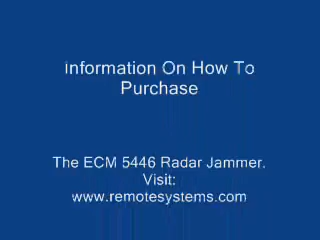 Information On How To
Purchase
The ECM 5446 Radar Jammer.
Visit:
www.remotesystems.com